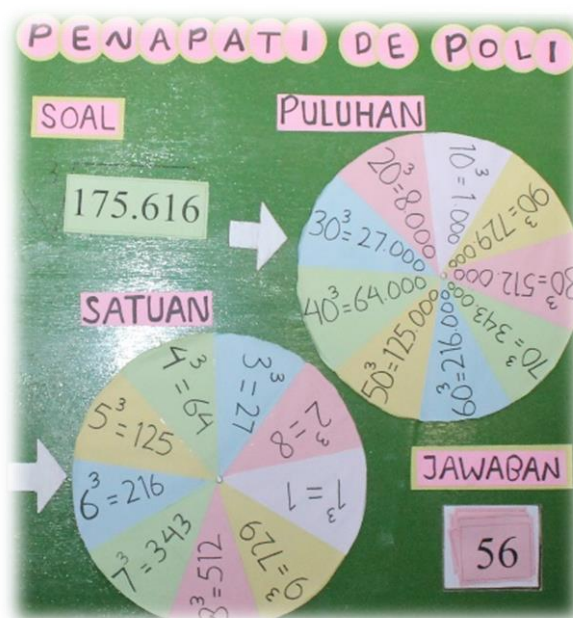 PENAPATI DE POLI
SOAL
175.616
PULUHAN
10³ = 1.000
20³ = 8.000
30³ = 27.000
40³ = 64.000
50³ = 125.000
60³ = 216.000
70³ = 343.000
80³ = 512.000
90³ = 729.000
SATUAN
1³ = 1
2³ = 8
3³ = 27
4³ = 64
5³ = 125
6³ = 216
7³ = 343
8³ = 512
9³ = 729
JAWABAN
56